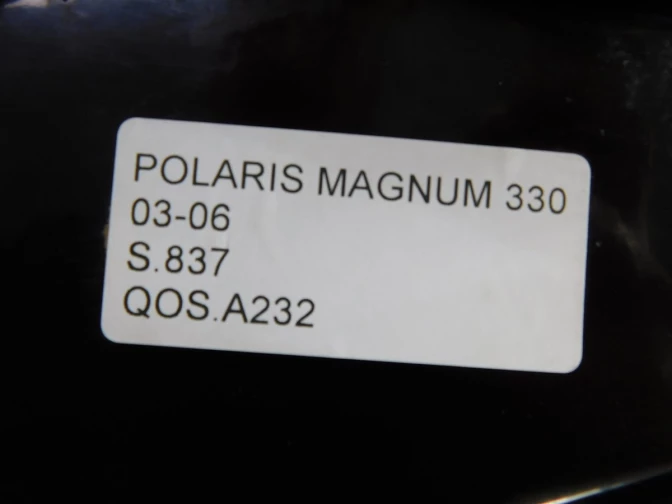 POLARIS MAGNUM 330
03-06
S.837
QOS.A232